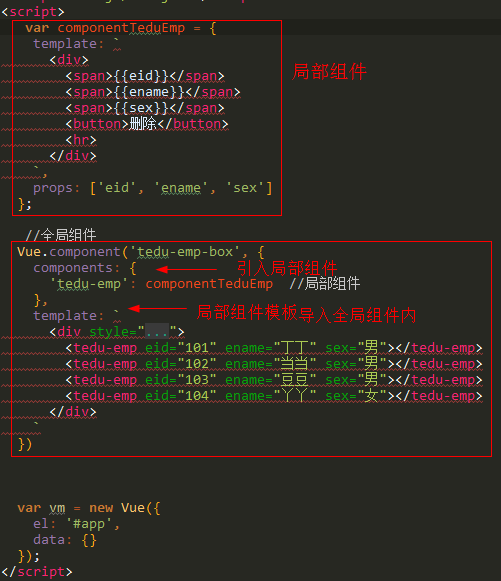 <script>
var componentTeduEmp = {
template: `
<div>
<span>{{eid}}</span>
<span>{{ename}}</span>
<span>{{sex}}</span>
<button>删除</button>
<hr>
</div>
`,
props: ['eid', 'ename', 'sex']
};
局部组件
//全局组件
Vue.component('tedu-emp-box', {
components: { 引入局部组件
'tedu-emp': componentTeduEmp //局部组件
},
template: ` 局部组件模板导入全局组件内
<div style="...">
<tedu-emp eid="101" ename="丁丁" sex="男"></tedu-emp>
<tedu-emp eid="102" ename="当当" sex="男"></tedu-emp>
<tedu-emp eid="103" ename="豆豆" sex="男"></tedu-emp>
<tedu-emp eid="104" ename="丫丫" sex="女"></tedu-emp>
</div>
`
})
var vm = new Vue({
el: '#app',
data: {}
});
</script>